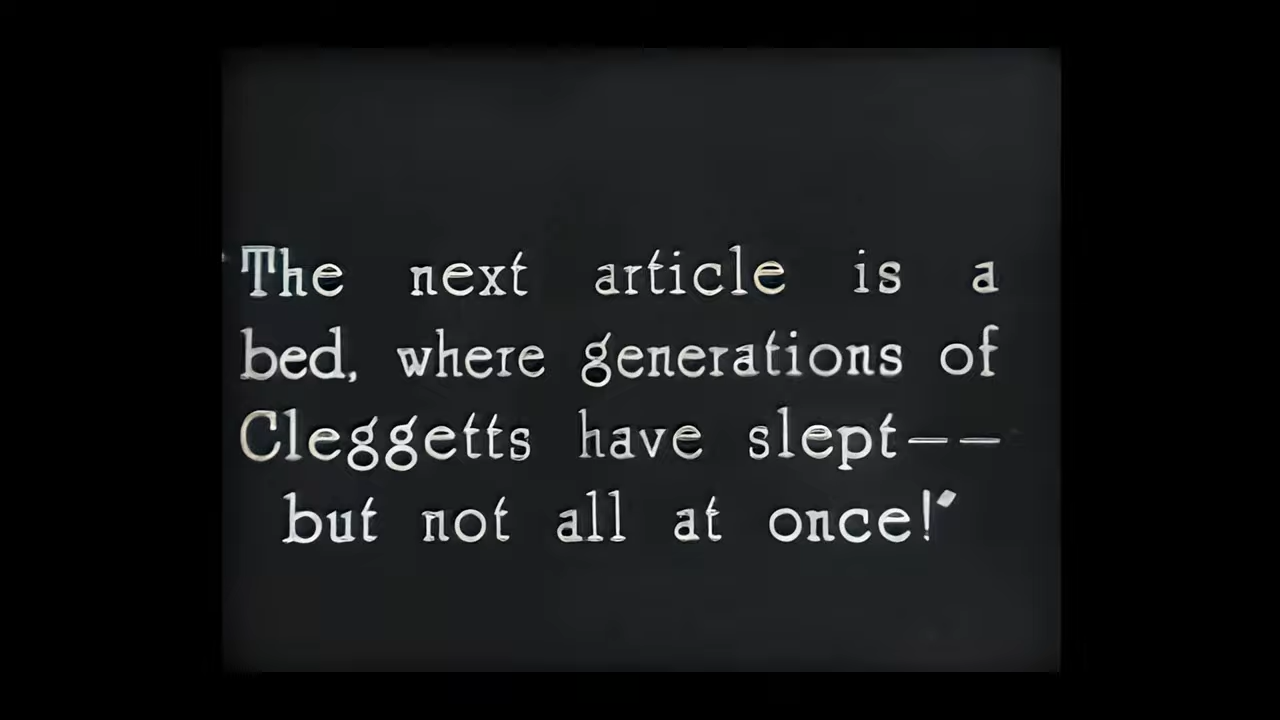 The next article is a
bed, where generations of
Cleggetts have slept——
but not all at once!"